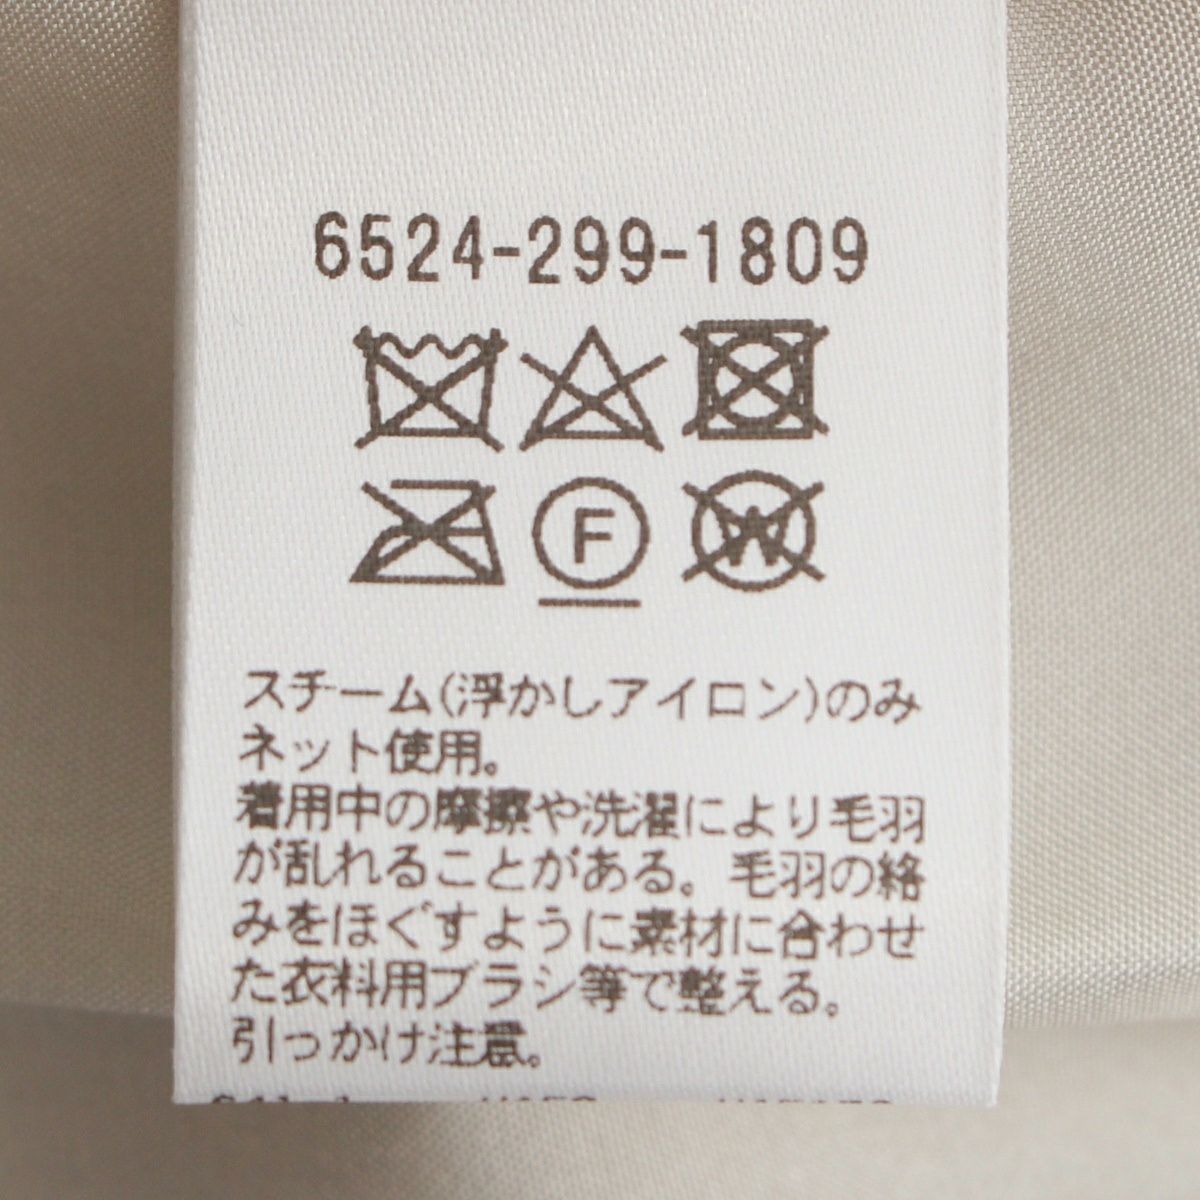 6524-299-1809
F
W
スチーム(浮かしアイロン)のみ
ネット使用。
着用中の摩擦や洗濯により毛羽
が乱れることがある。毛羽の絡
みをほぐすように素材に合わせ
た衣料用ブラシ等で整える。
引っかけ注意。